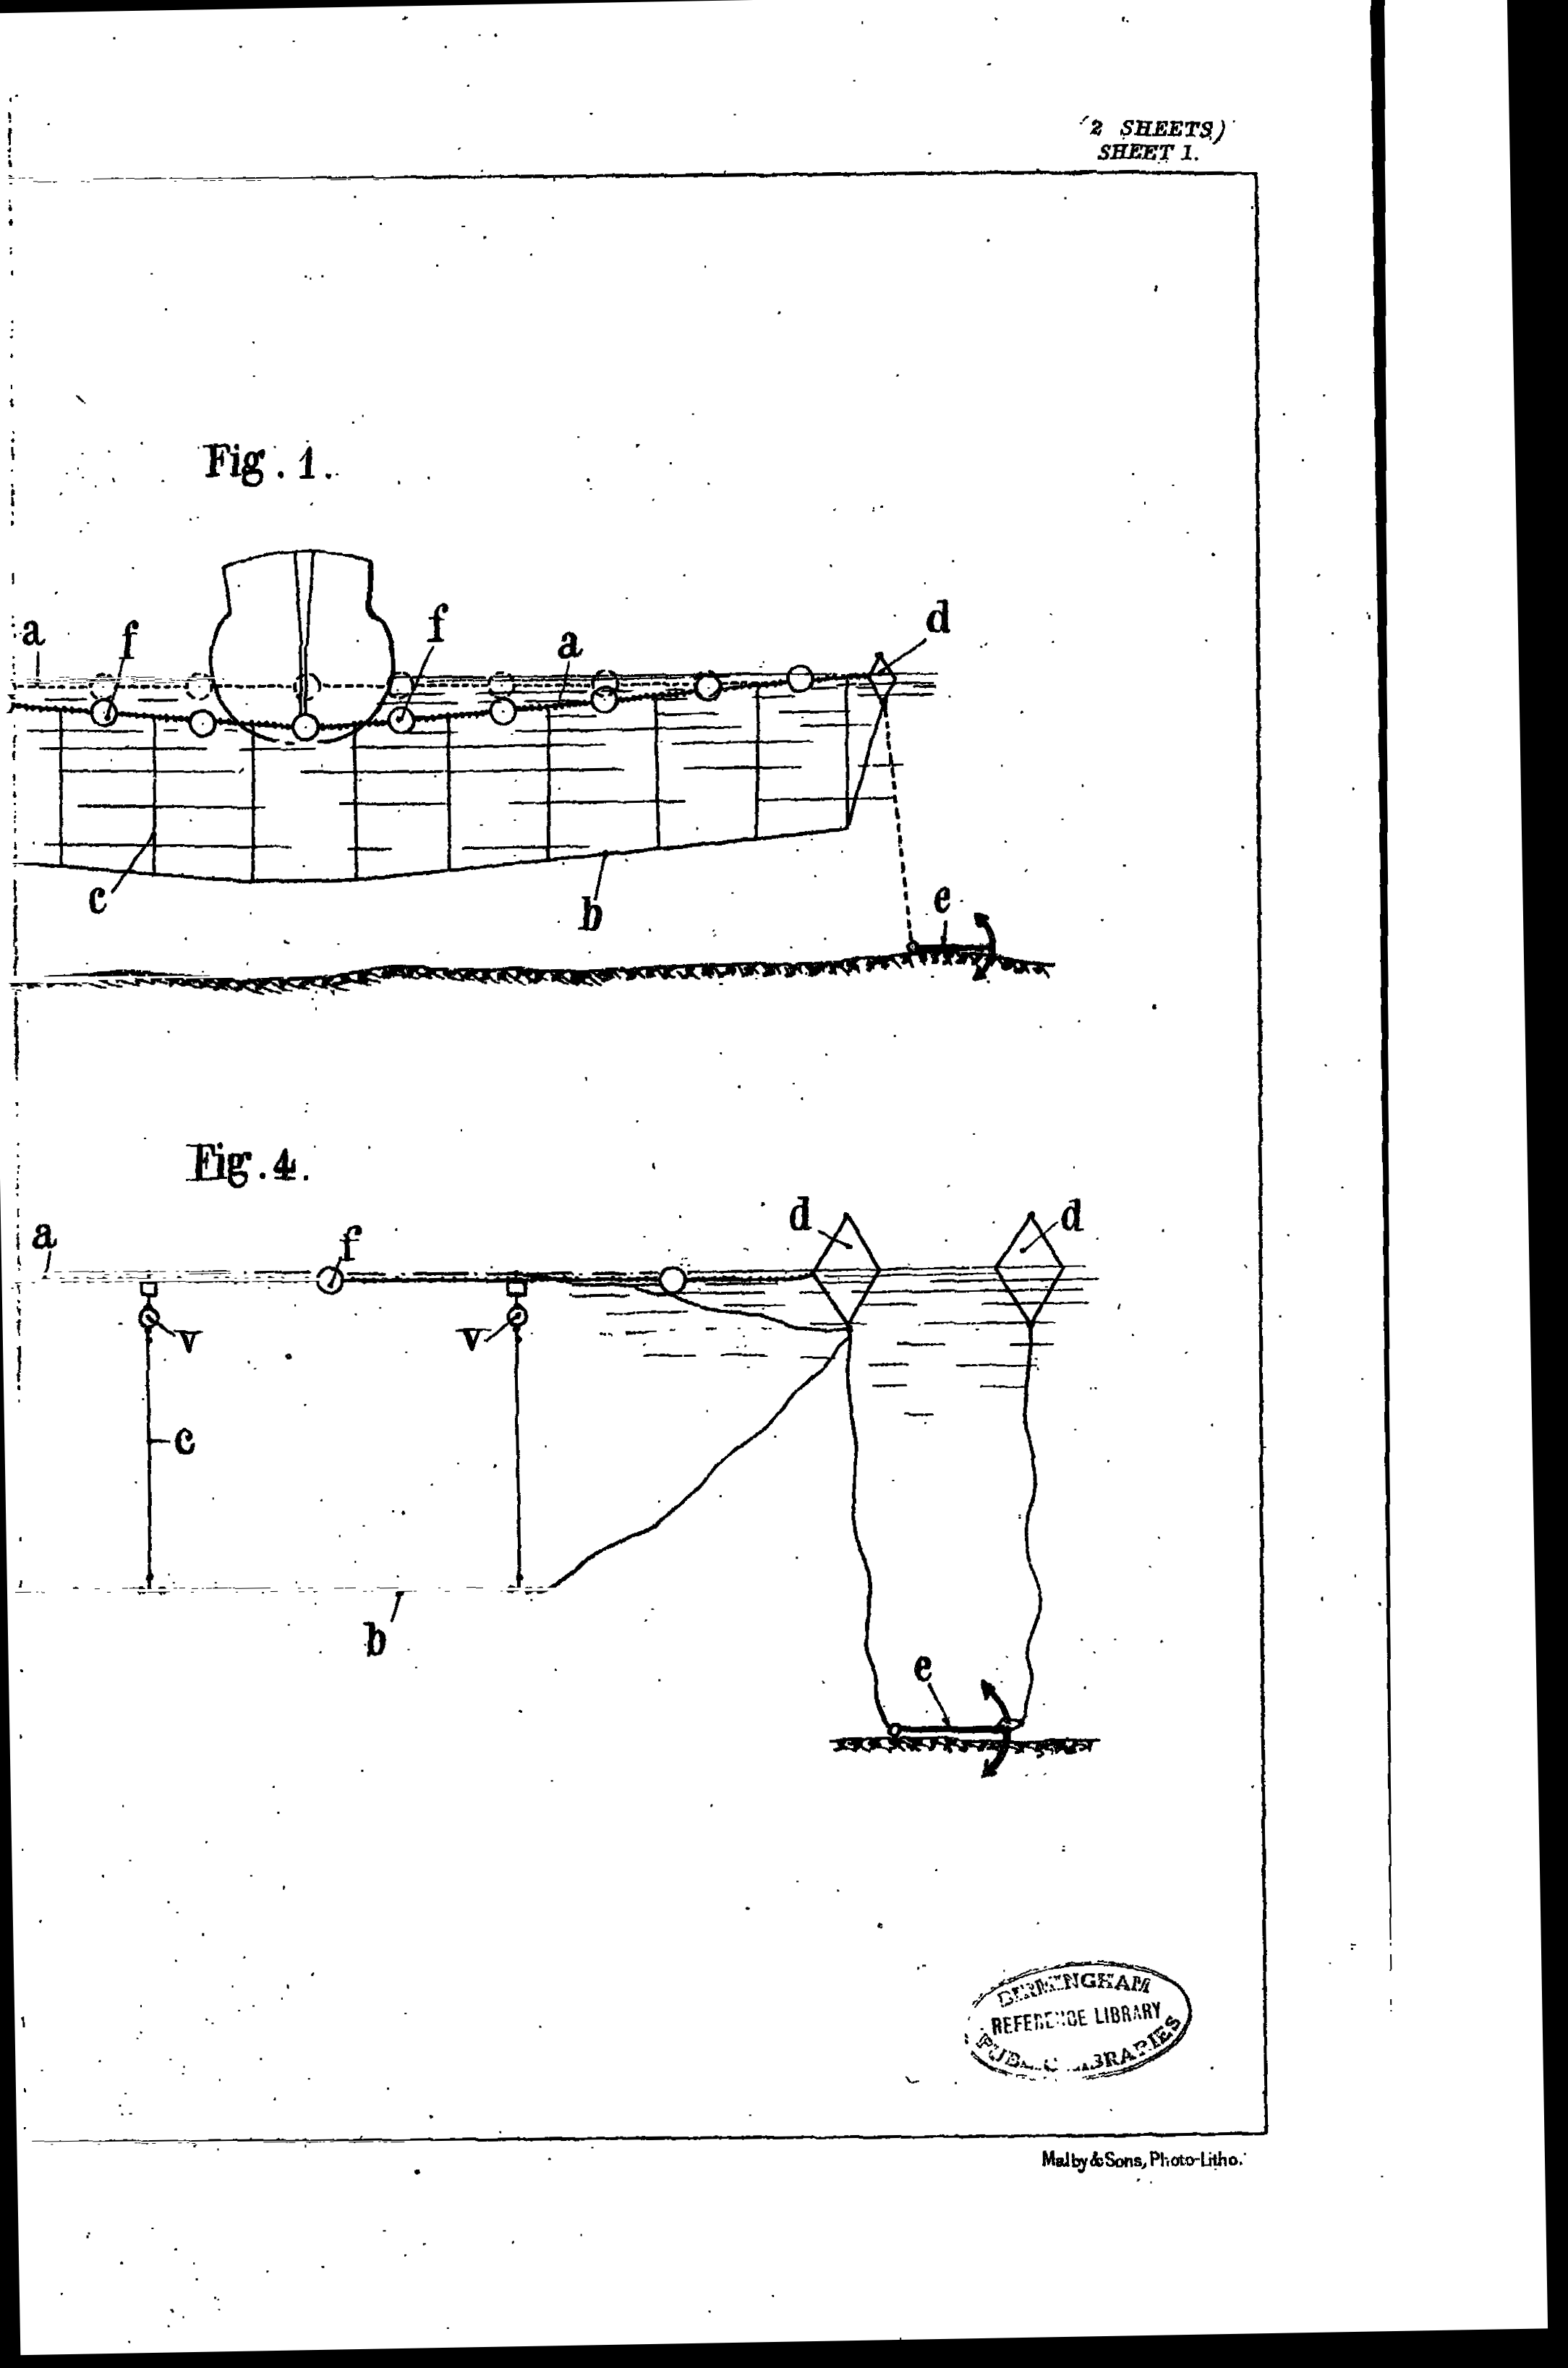 (2 SHEETS)
SHEET 1.
Fig. 1.
a
f
f
a
d
c
b
e
Fig. 4.
a
f
d
d
v
v
c
b
e
BIRMINGHAM
REFERENCE LIBRARY
PUBLIC LIBRARIES
Malby & Sons, Photo-Litho.